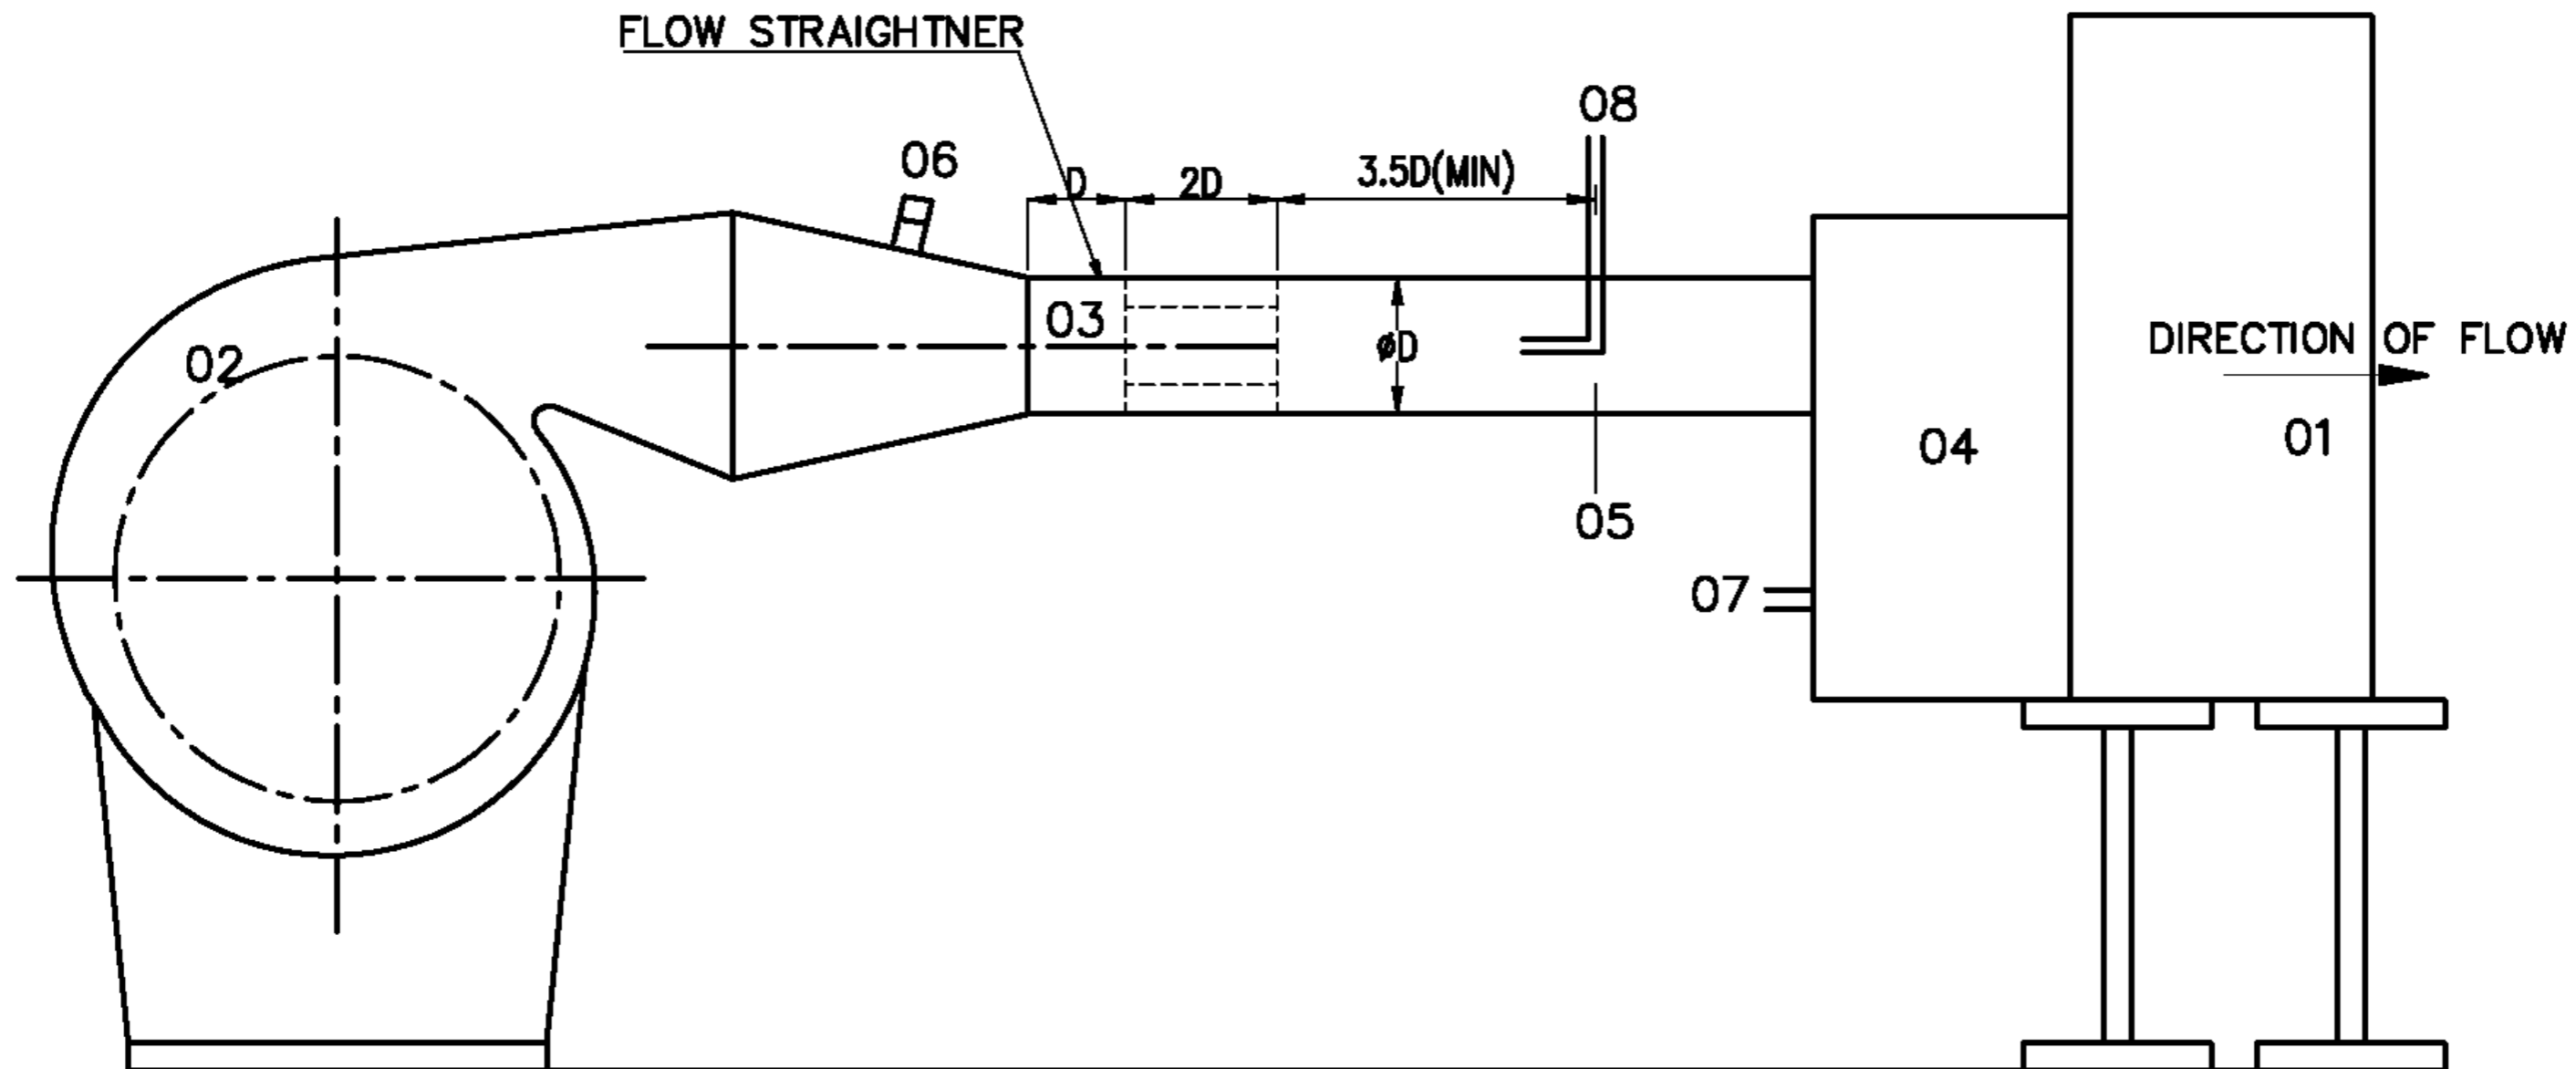 FLOW STRAIGHTNER
08
06
D
2D
3.5D(MIN)
03
02
øD
DIRECTION OF FLOW
04
01
05
07